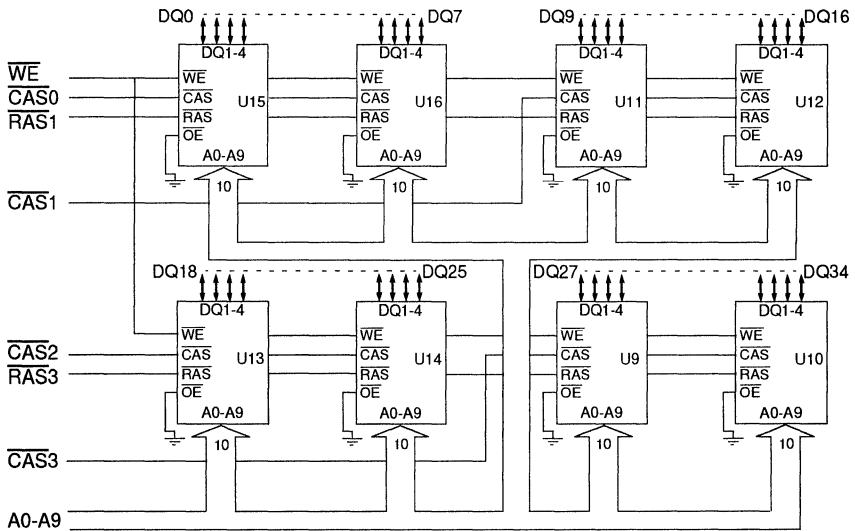 DQ0 DQ7 DQ9 DQ16
DQ1-4 DQ1-4 DQ1-4 DQ1-4
WE WE WE WE WE
CAS0 CAS U15 CAS U16 CAS U11 CAS U12
RAS1 RAS RAS RAS RAS
OE OE OE OE
A0-A9 A0-A9 A0-A9 A0-A9
10 10 10 10
CAS1
DQ18 DQ25 DQ27 DQ34
DQ1-4 DQ1-4 DQ1-4 DQ1-4
WE WE WE WE
CAS2 CAS U13 CAS U14 CAS U9 CAS U10
RAS3 RAS RAS RAS RAS
OE OE OE OE
A0-A9 A0-A9 A0-A9 A0-A9
10 10 10 10
CAS3
A0-A9